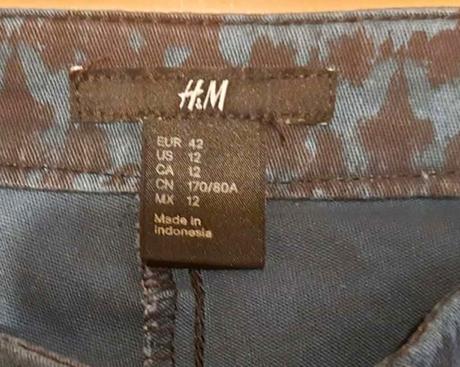 H&M
EUR 42
US 12
CA 12
CN 170/80A
MX 12
Made in
Indonesia